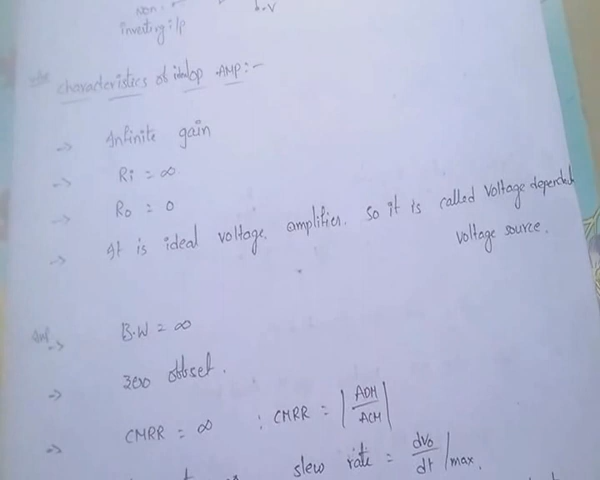 Non.
b-V
inverting i/p
characteristics of ideal op AMP:-
-> Infinite gain
-> Ri = ∞
-> Ro = 0
-> It is ideal voltage amplifier. So it is called voltage dependent
voltage source.
-> B.W = ∞
-> zero offset.
-> CMRR = ∞ : CMRR = |ADM/ACM|
slew rate = dvo/dt / max.